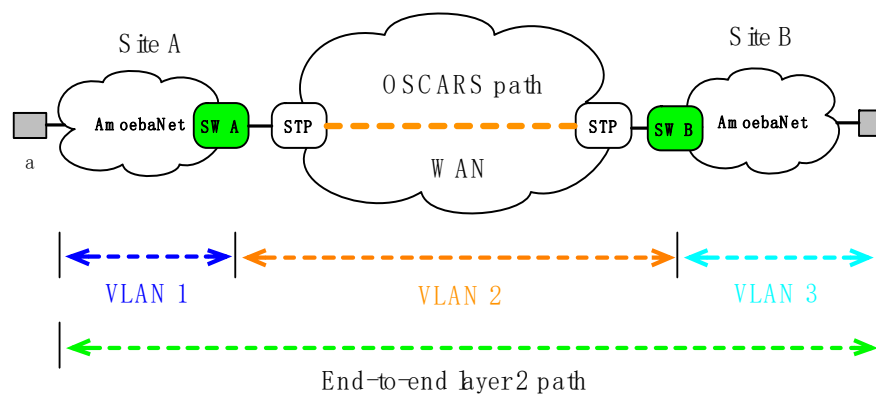 Site A
Site B
OSCARS path
AmoebaNet
SW A
STP
STP
SW B
AmoebaNet
a
WAN
VLAN 1
VLAN 2
VLAN 3
End-to-end layer2 path